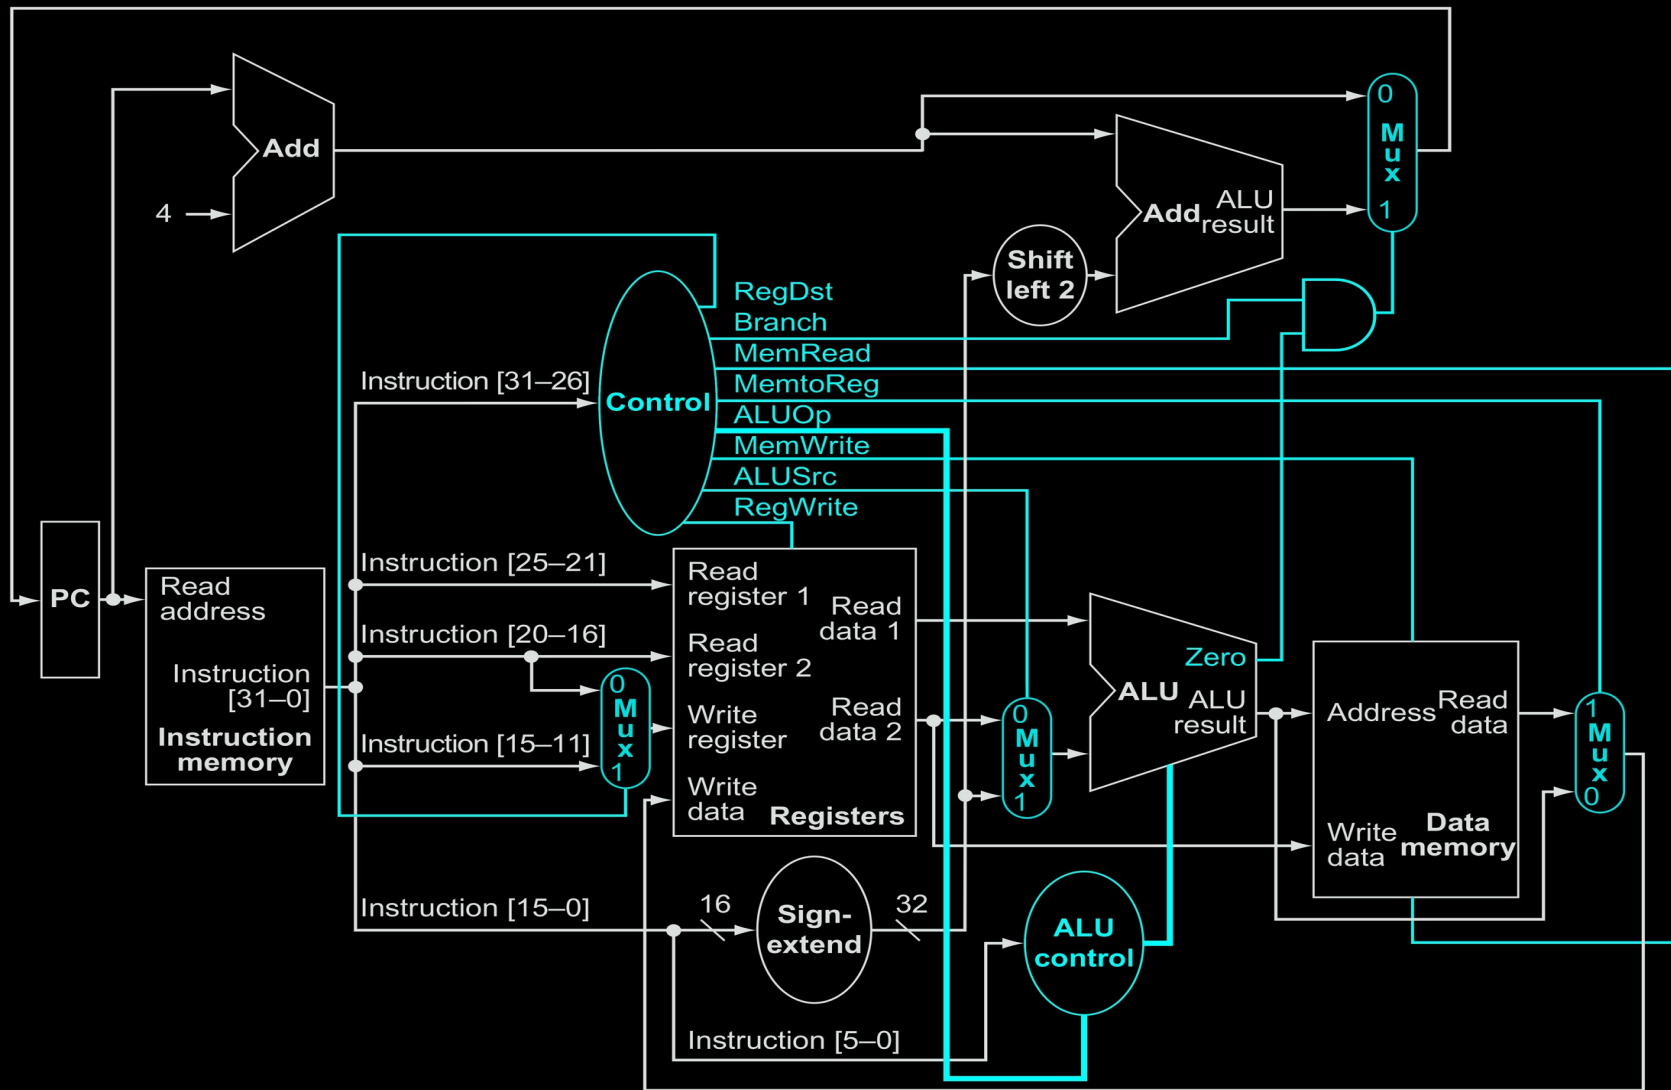 0
Mux
1
Add
4
Add
ALU
result
Shift
left 2
RegDst
Branch
MemRead
MemtoReg
ALUOp
MemWrite
ALUSrc
RegWrite
Control
Instruction [31–26]
Instruction [25–21]
Instruction [20–16]
Instruction [15–11]
Instruction [15–0]
PC
Read
address
Instruction
[31–0]
Instruction
memory
0
Mux
1
Read
register 1
Read
register 2
Write
register
Write
data
Read
data 1
Read
data 2
Registers
0
Mux
1
Zero
ALU
ALU
result
Address
Read
data
Write
data
Data
memory
1
Mux
0
16
Sign-
extend
32
ALU
control
Instruction [5–0]